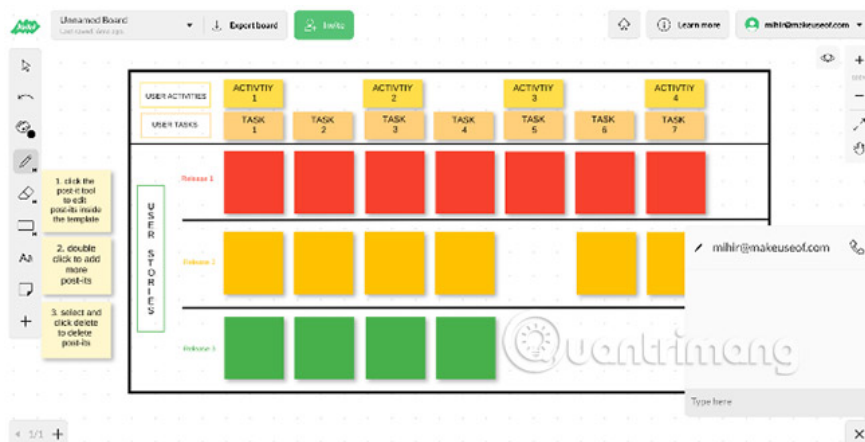 Unnamed Board
Export board
Invite
Learn more
mihir@makeuseof.com
USER ACTIVITIES
ACTIVTIY 1
ACTIVTIY 2
ACTIVTIY 3
ACTIVTIY 4
USER TASKS
TASK 1
TASK 2
TASK 3
TASK 4
TASK 5
TASK 6
TASK 7
1. click the
post-it tool
to edit
post-its inside
the template
2. double
click to add
more
post-its
3. select and
click delete
to delete
post-its
USER STORIES
Release 1
Release 2
Release 3
mihir@makeuseof.com
Type here
Quantrimang
Aa
1/1